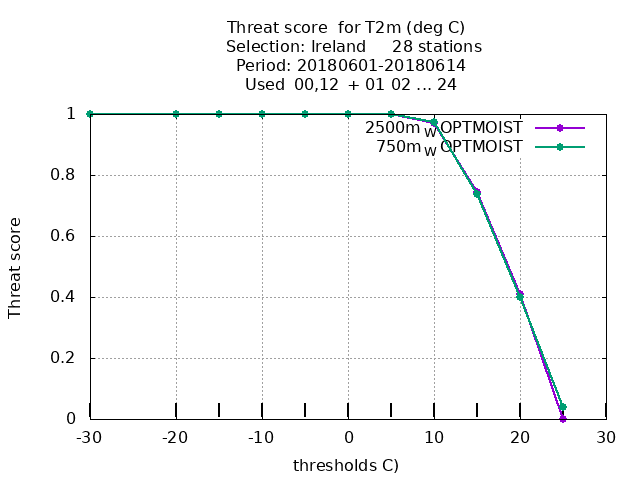 Threat score  for T2m (deg C)
Selection: Ireland     28 stations
Period: 20180601-20180614
Used  00,12  + 01 02 ... 24
1
0.8
0.6
0.4
0.2
0
Threat score
2500m WOPTMOIST
750m WOPTMOIST
-30
-20
-10
0
10
20
30
thresholds C)